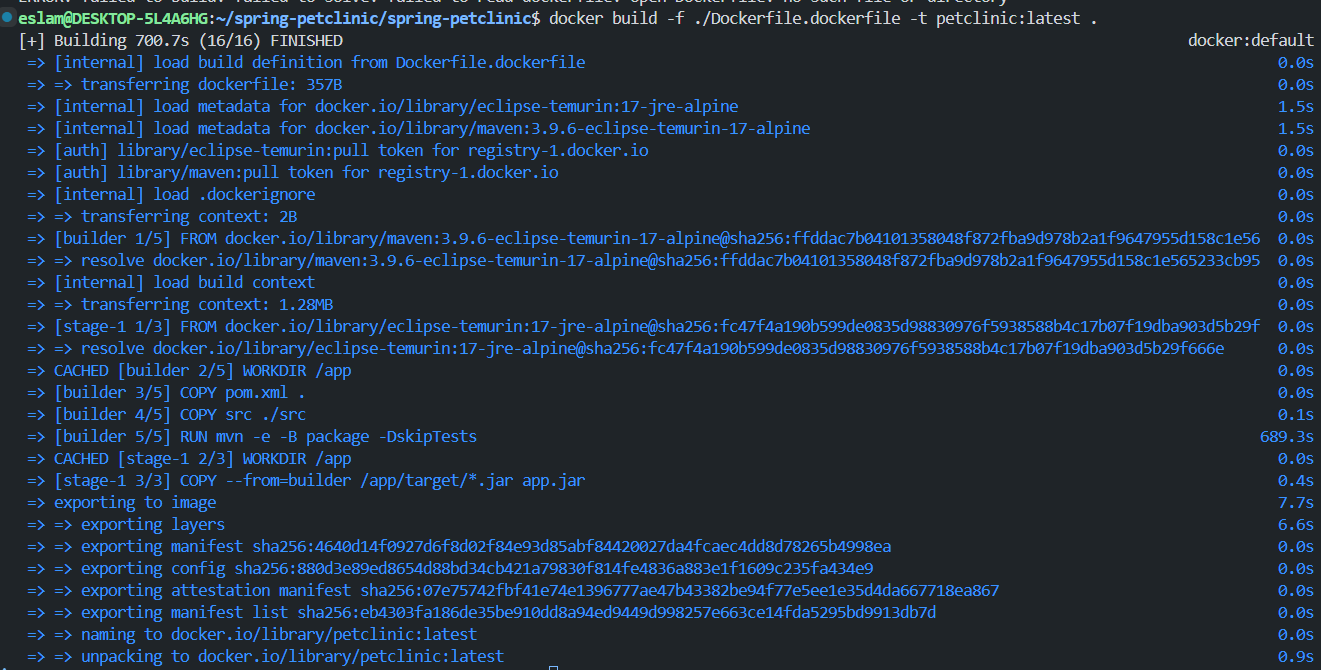 eslam@DESKTOP-5L4A6HG:~/spring-petclinic/spring-petclinic$ docker build -f ./Dockerfile.dockerfile -t petclinic:latest .
[+] Building 700.7s (16/16) FINISHED docker:default
=> [internal] load build definition from Dockerfile.dockerfile 0.0s
=> => transferring dockerfile: 357B 0.0s
=> [internal] load metadata for docker.io/library/eclipse-temurin:17-jre-alpine 1.5s
=> [internal] load metadata for docker.io/library/maven:3.9.6-eclipse-temurin-17-alpine 1.5s
=> [auth] library/eclipse-temurin:pull token for registry-1.docker.io 0.0s
=> [auth] library/maven:pull token for registry-1.docker.io 0.0s
=> [internal] load .dockerignore 0.0s
=> => transferring context: 2B 0.0s
=> [builder 1/5] FROM docker.io/library/maven:3.9.6-eclipse-temurin-17-alpine@sha256:ffddac7b04101358048f872fba9d978b2a1f9647955d158c1e56 0.0s
=> => resolve docker.io/library/maven:3.9.6-eclipse-temurin-17-alpine@sha256:ffddac7b04101358048f872fba9d978b2a1f9647955d158c1e565233cb95 0.0s
=> [internal] load build context 0.0s
=> => transferring context: 1.28MB 0.0s
=> [stage-1 1/3] FROM docker.io/library/eclipse-temurin:17-jre-alpine@sha256:fc47f4a190b599de0835d98830976f5938588b4c17b07f19dba903d5b29f 0.0s
=> => resolve docker.io/library/eclipse-temurin:17-jre-alpine@sha256:fc47f4a190b599de0835d98830976f5938588b4c17b07f19dba903d5b29f666e 0.0s
=> CACHED [builder 2/5] WORKDIR /app 0.0s
=> [builder 3/5] COPY pom.xml . 0.0s
=> [builder 4/5] COPY src ./src 0.1s
=> [builder 5/5] RUN mvn -e -B package -DskipTests 689.3s
=> CACHED [stage-1 2/3] WORKDIR /app 0.0s
=> [stage-1 3/3] COPY --from=builder /app/target/*.jar app.jar 0.4s
=> exporting to image 7.7s
=> => exporting layers 6.6s
=> => exporting manifest sha256:4640d14f0927d6f8d02f84e93d85abf84420027da4fcaec4dd8d78265b4998ea 0.0s
=> => exporting config sha256:880d3e89ed8654d88bd34cb421a79830f814fe4836a883e1f1609c235fa434e9 0.0s
=> => exporting attestation manifest sha256:07e75742fbf41e74e1396777ae47b43382be94f77e5ee1e35d4da667718ea867 0.0s
=> => exporting manifest list sha256:eb4303fa186de35be910dd8a94ed9449d998257e663ce14fda5295bd9913db7d 0.0s
=> => naming to docker.io/library/petclinic:latest 0.0s
=> => unpacking to docker.io/library/petclinic:latest 0.9s